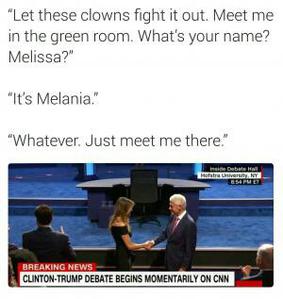 “Let these clowns fight it out. Meet me
in the green room. What's your name?
Melissa?”
“It's Melania.”
“Whatever. Just meet me there.”
Inside Debate Hall
Hofstra University, NY
8:54 PM ET
BREAKING NEWS
CLINTON-TRUMP DEBATE BEGINS MOMENTARILY ON CNN